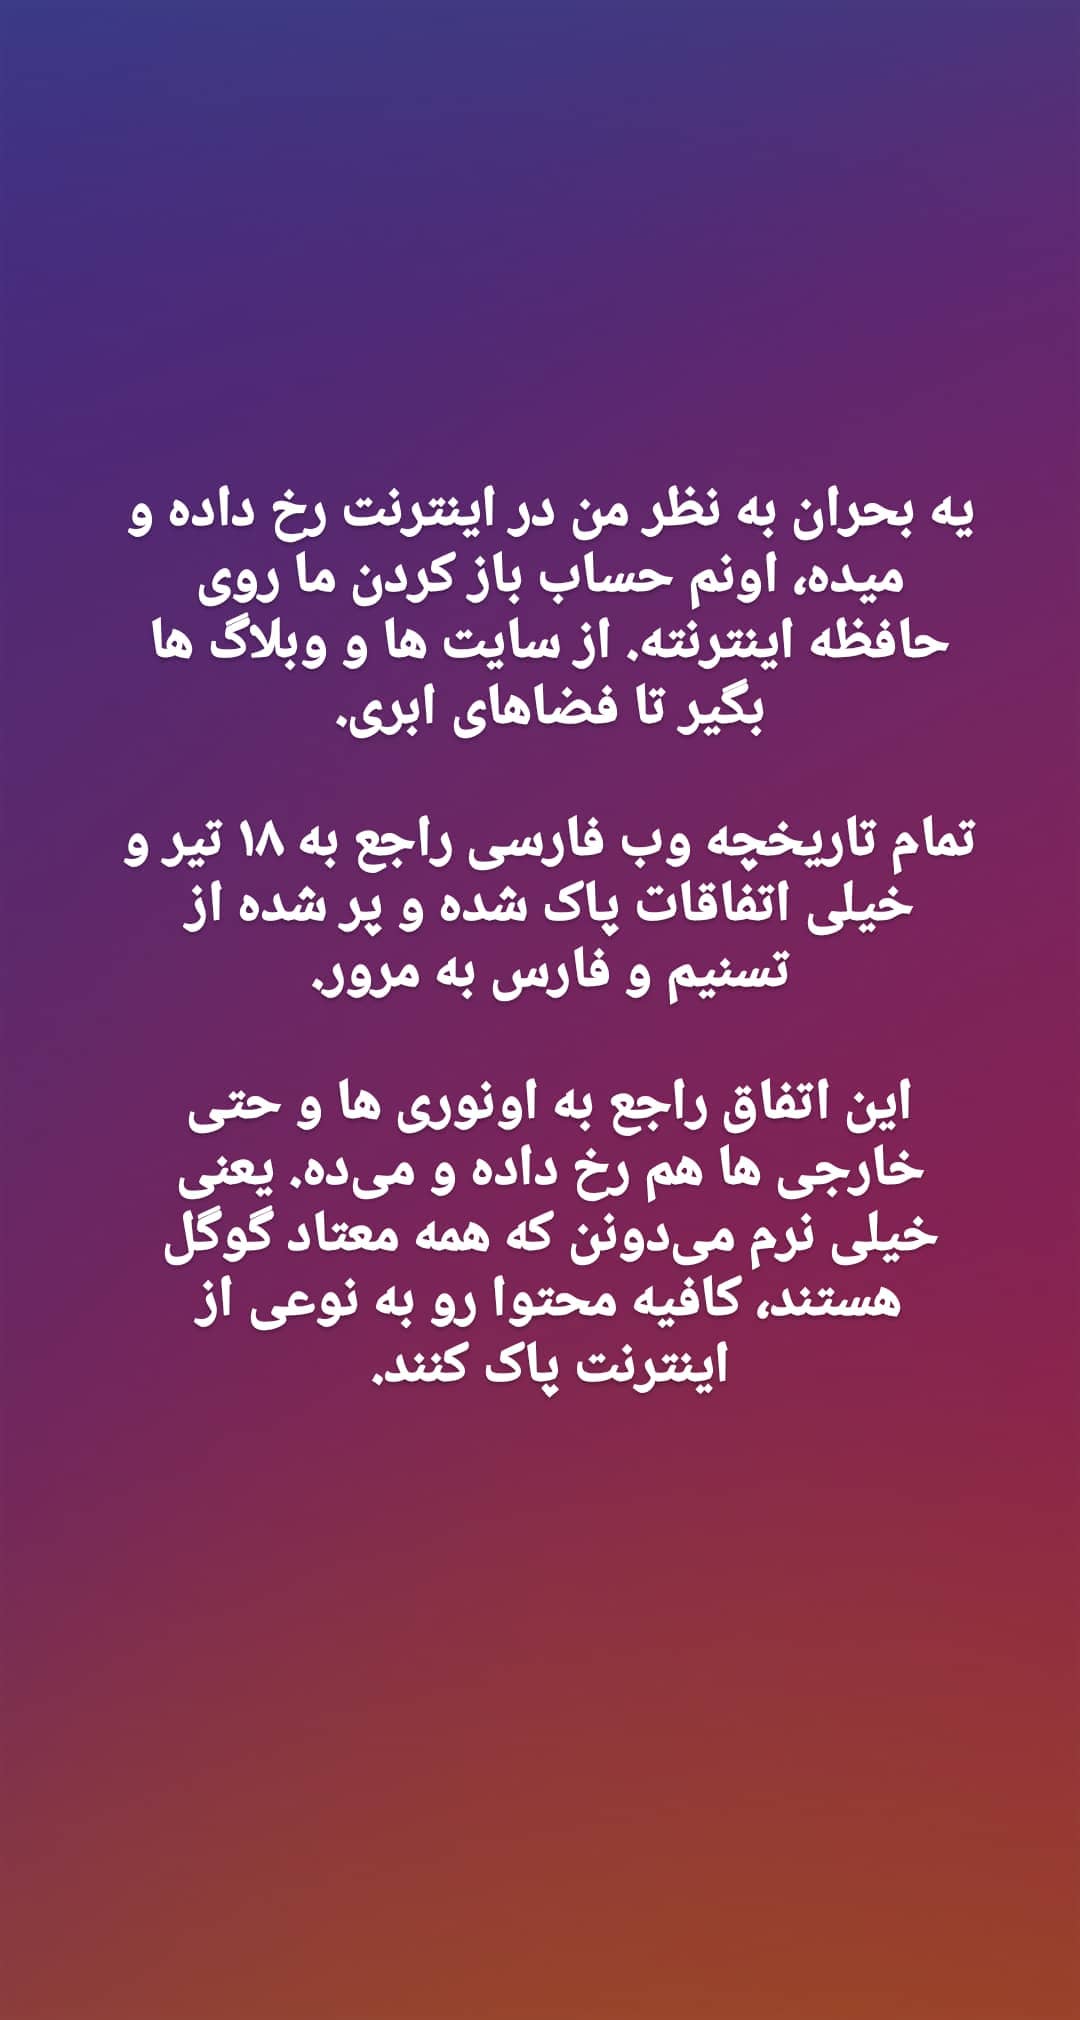 یه بحران به نظر من در اینترنت رخ داده و
میده، اونم حساب باز کردن ما روی
حافظه اینترنته. از سایت ها و وبلاگ ها
بگیر تا فضاهای ابری.
تمام تاریخچه وب فارسی راجع به ۱۸ تیر و
خیلی اتفاقات پاک شده و پر شده از
تسنیم و فارس به مرور.
این اتفاق راجع به اونوری ها و حتی
خارجی ها هم رخ داده و می‌ده. یعنی
خیلی نرم می‌دونن که همه معتاد گوگل
هستند، کافیه محتوا رو به نوعی از
اینترنت پاک کنند.